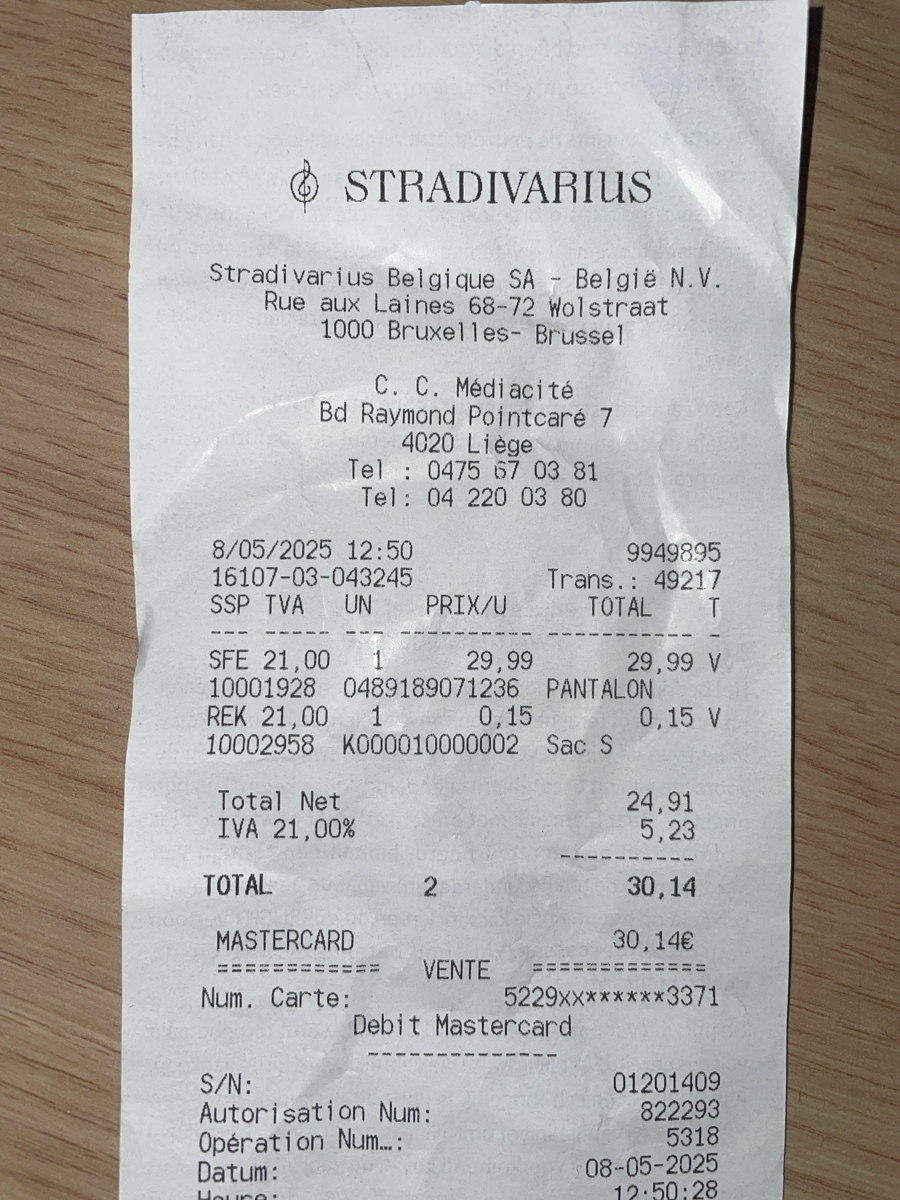 STRADIVARIUS
Stradivarius Belgique SA - België N.V.
Rue aux Laines 68-72 Wolstraat
1000 Bruxelles- Brussel
C. C. Médiacité
Bd Raymond Pointcaré 7
4020 Liège
Tel : 0475 67 03 81
Tel: 04 220 03 80
8/05/2025 12:50 9949895
16107-03-043245 Trans.: 49217
SSP TVA UN PRIX/U TOTAL T
--- ----- --- ---------- ----------- -
SFE 21,00 1 29,99 29,99 V
10001928 0489189071236 PANTALON
REK 21,00 1 0,15 0,15 V
10002958 K000010000002 Sac S
Total Net 24,91
IVA 21,00% 5,23
----------
TOTAL 2 30,14
MASTERCARD 30,14€
============ VENTE =============
Num. Carte: 5229xx******3371
Debit Mastercard
--------------
S/N: 01201409
Autorisation Num: 822293
Opération Num…: 5318
Datum: 08-05-2025
Heure: 12:50:28